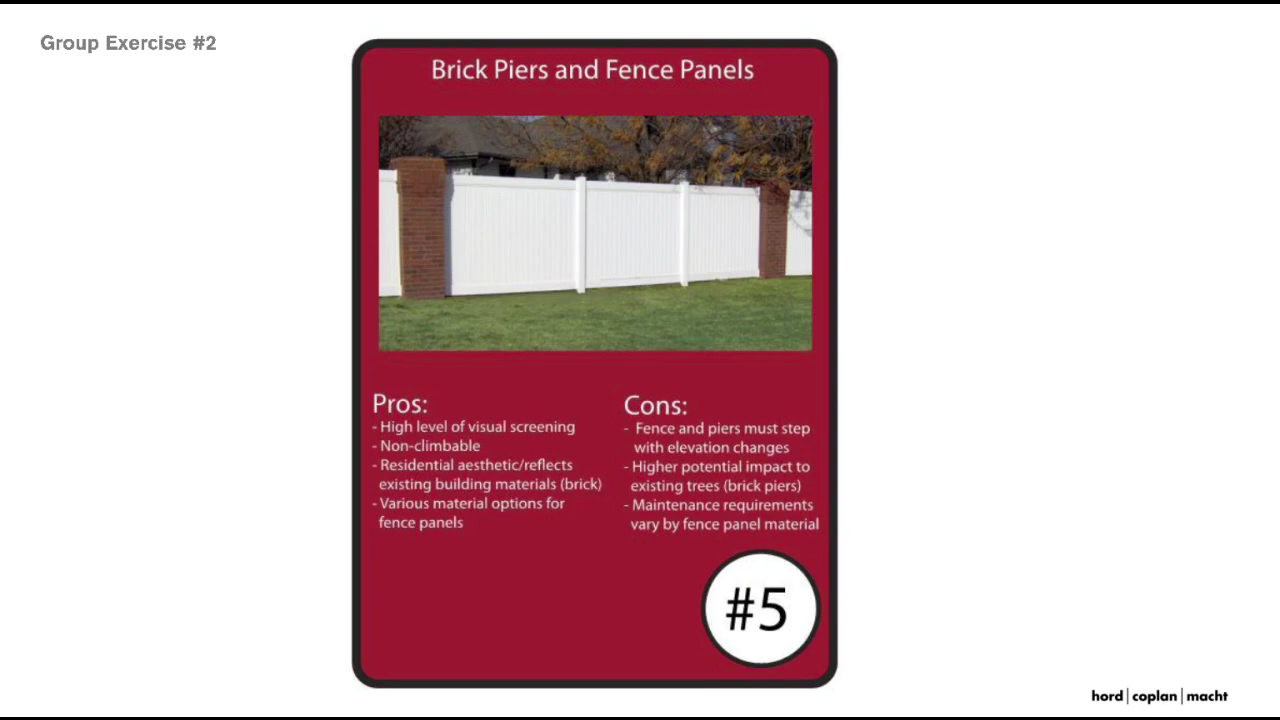 Group Exercise #2
Brick Piers and Fence Panels
Pros:
- High level of visual screening
- Non-climbable
- Residential aesthetic/reflects
existing building materials (brick)
- Various material options for
fence panels
Cons:
- Fence and piers must step
with elevation changes
- Higher potential impact to
existing trees (brick piers)
- Maintenance requirements
vary by fence panel material
#5
hord | coplan | macht